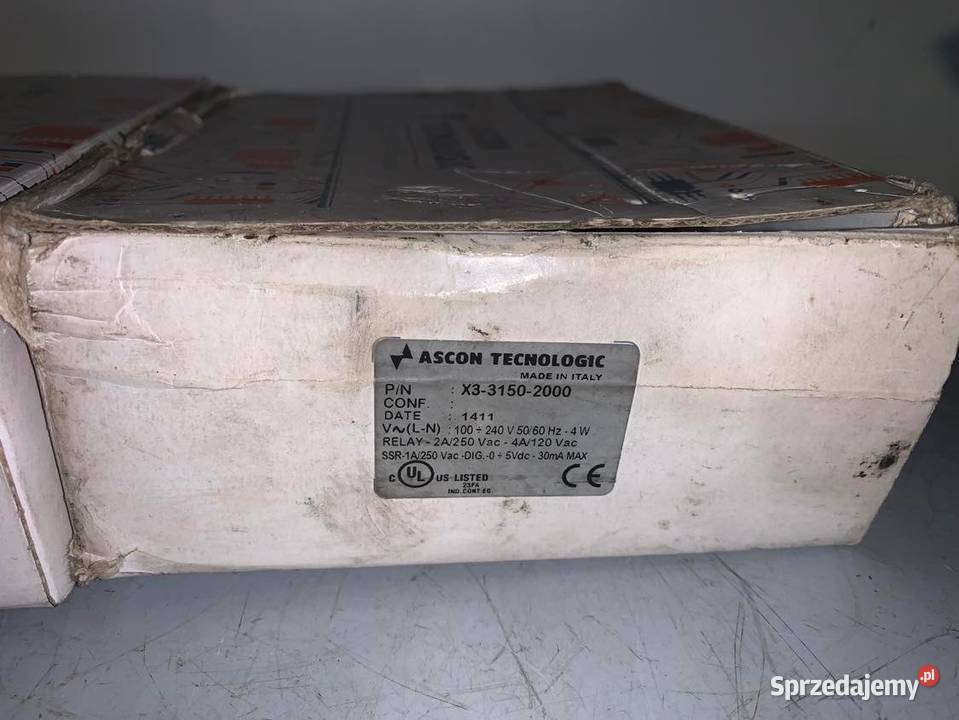 ASCON TECNOLOGIC
MADE IN ITALY
P/N : X3-3150-2000
CONF. :
DATE : 1411
V~(L-N) : 100 ÷ 240 V 50/60 Hz - 4 W
RELAY - 2A/250 Vac - 4A/120 Vac
SSR-1A/250 Vac -DIG.-0 ÷ 5Vdc - 30mA MAX
C UL US LISTED CE
23FA
IND.CONT.EQ.
Sprzedajemy.pl